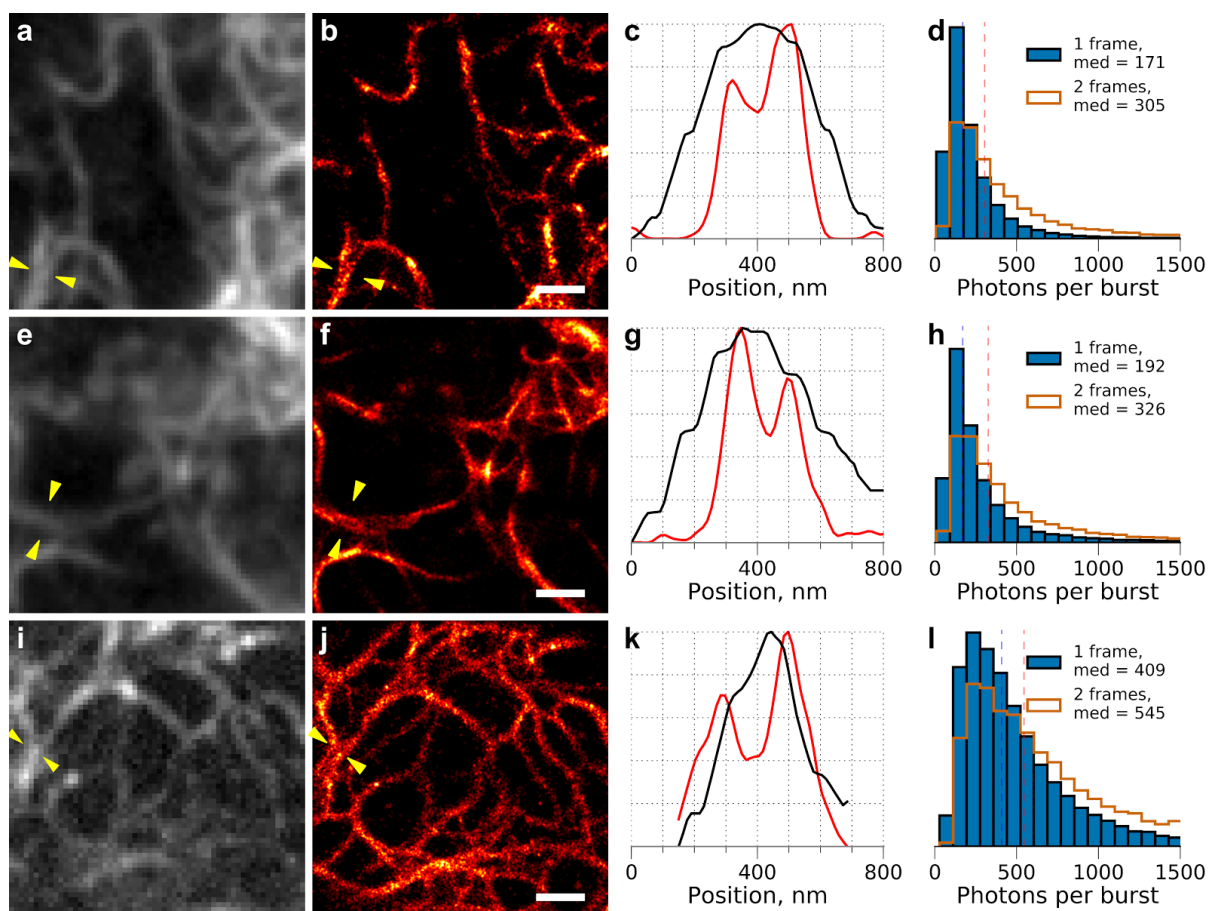 a
b
c
d
1 frame,
med = 171
2 frames,
med = 305
0 400 800
Position, nm
0 500 1000 1500
Photons per burst
e
f
g
h
1 frame,
med = 192
2 frames,
med = 326
0 400 800
Position, nm
0 500 1000 1500
Photons per burst
i
j
k
l
1 frame,
med = 409
2 frames,
med = 545
0 400 800
Position, nm
0 500 1000 1500
Photons per burst